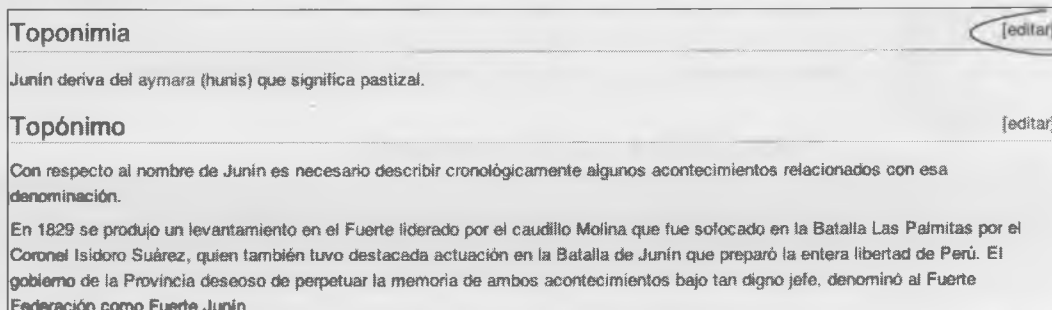 Toponimia [editar]
Junín deriva del aymara (hunis) que significa pastizal.
Topónimo [editar]
Con respecto al nombre de Junín es necesario describir cronológicamente algunos acontecimientos relacionados con esa
denominación.
En 1829 se produjo un levantamiento en el Fuerte liderado por el caudillo Molina que fue sofocado en la Batalla Las Palmitas por el
Coronel Isidoro Suárez, quien también tuvo destacada actuación en la Batalla de Junín que preparó la entera libertad de Perú. El
gobierno de la Provincia deseoso de perpetuar la memoria de ambos acontecimientos bajo tan digno jefe, denominó al Fuerte
Federación como Fuerte Junín